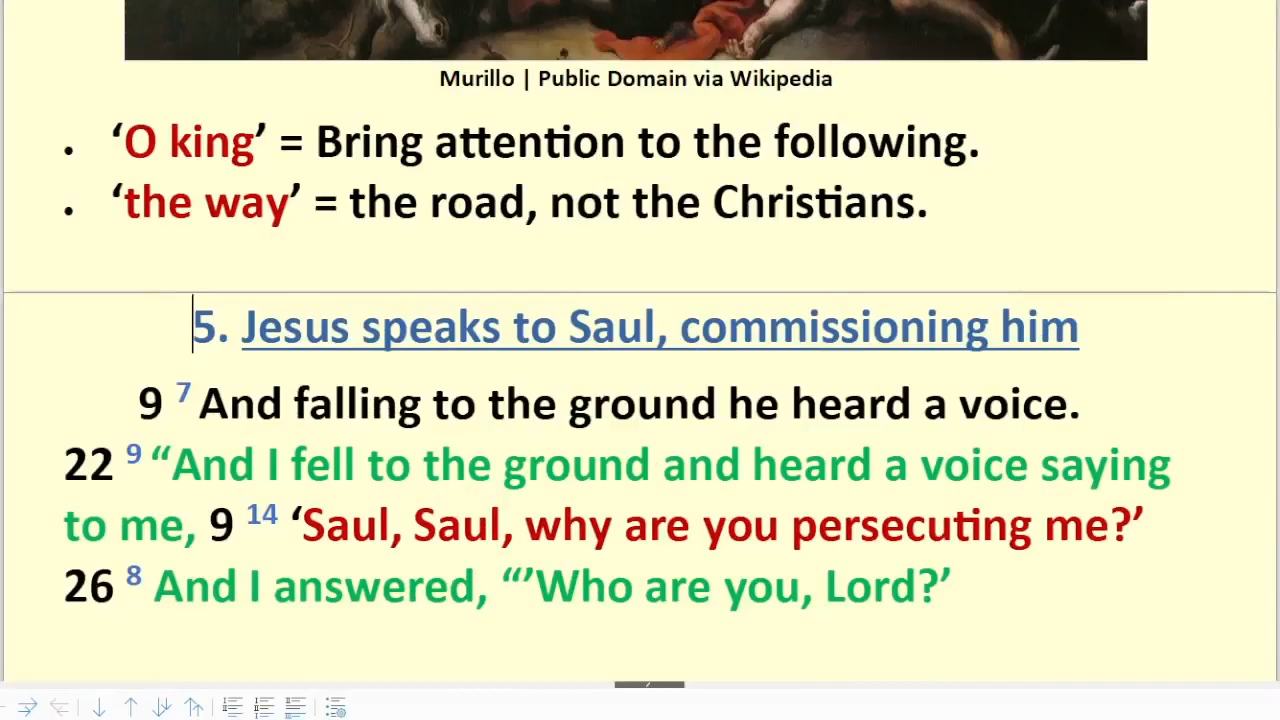 Murillo | Public Domain via Wikipedia
• ‘O king’ = Bring attention to the following.
• ‘the way’ = the road, not the Christians.
5. Jesus speaks to Saul, commissioning him
9 7 And falling to the ground he heard a voice.
22 9 “And I fell to the ground and heard a voice saying
to me, 9 14 ‘Saul, Saul, why are you persecuting me?’
26 8 And I answered, “’Who are you, Lord?’